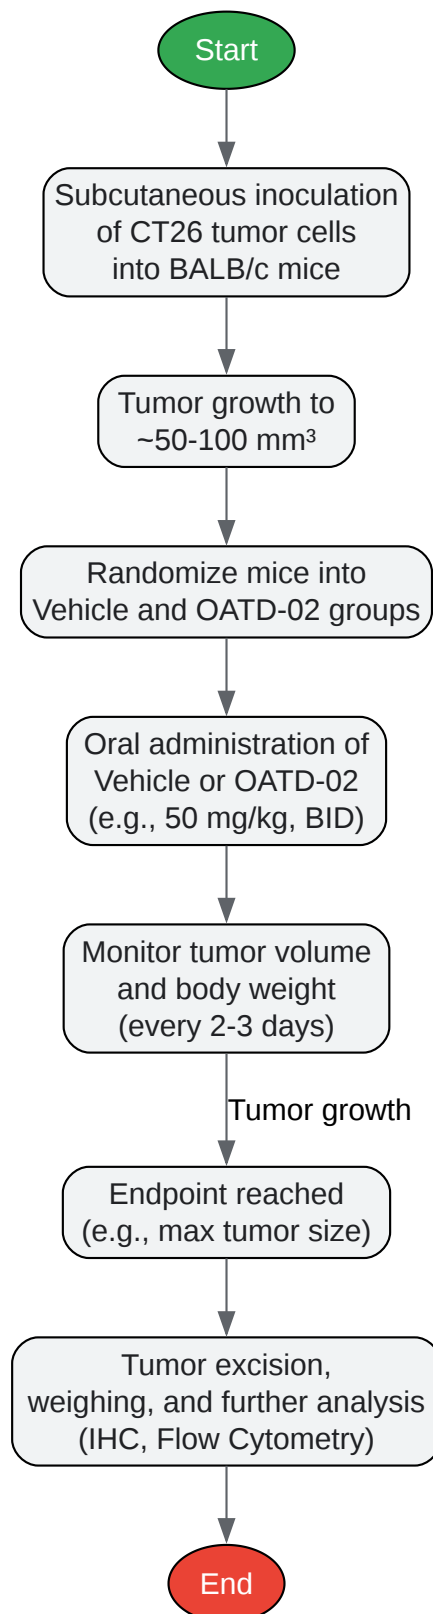 Start
Subcutaneous inoculation
of CT26 tumor cells
into BALB/c mice
Tumor growth to
~50-100 mm³
Randomize mice into
Vehicle and OATD-02 groups
Oral administration of
Vehicle or OATD-02
(e.g., 50 mg/kg, BID)
Monitor tumor volume
and body weight
(every 2-3 days)
Tumor growth
Endpoint reached
(e.g., max tumor size)
Tumor excision,
weighing, and further analysis
(IHC, Flow Cytometry)
End